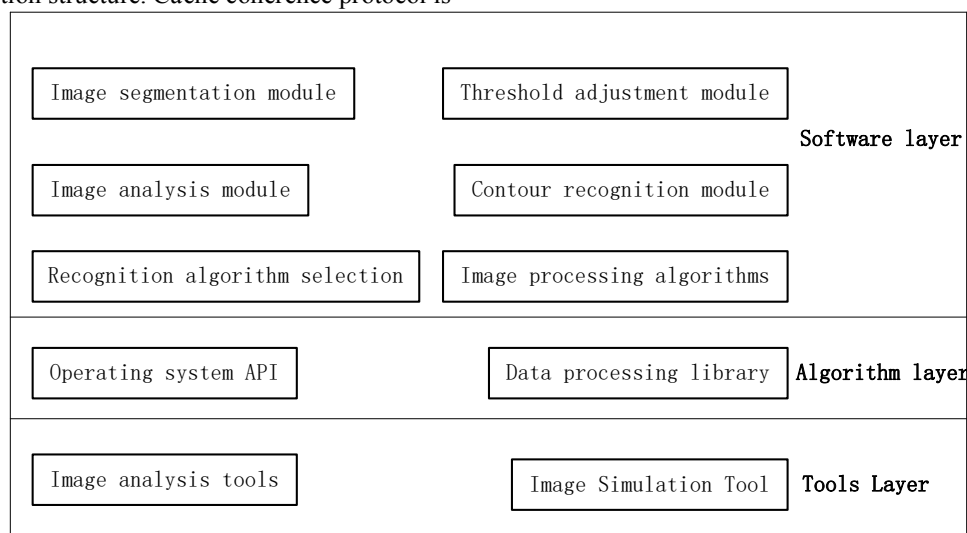 tion structure. Cache coherence protocol is
Image segmentation module
Threshold adjustment module
Software layer
Image analysis module
Contour recognition module
Recognition algorithm selection
Image processing algorithms
Operating system API
Data processing library
Algorithm layer
Image analysis tools
Image Simulation Tool
Tools Layer